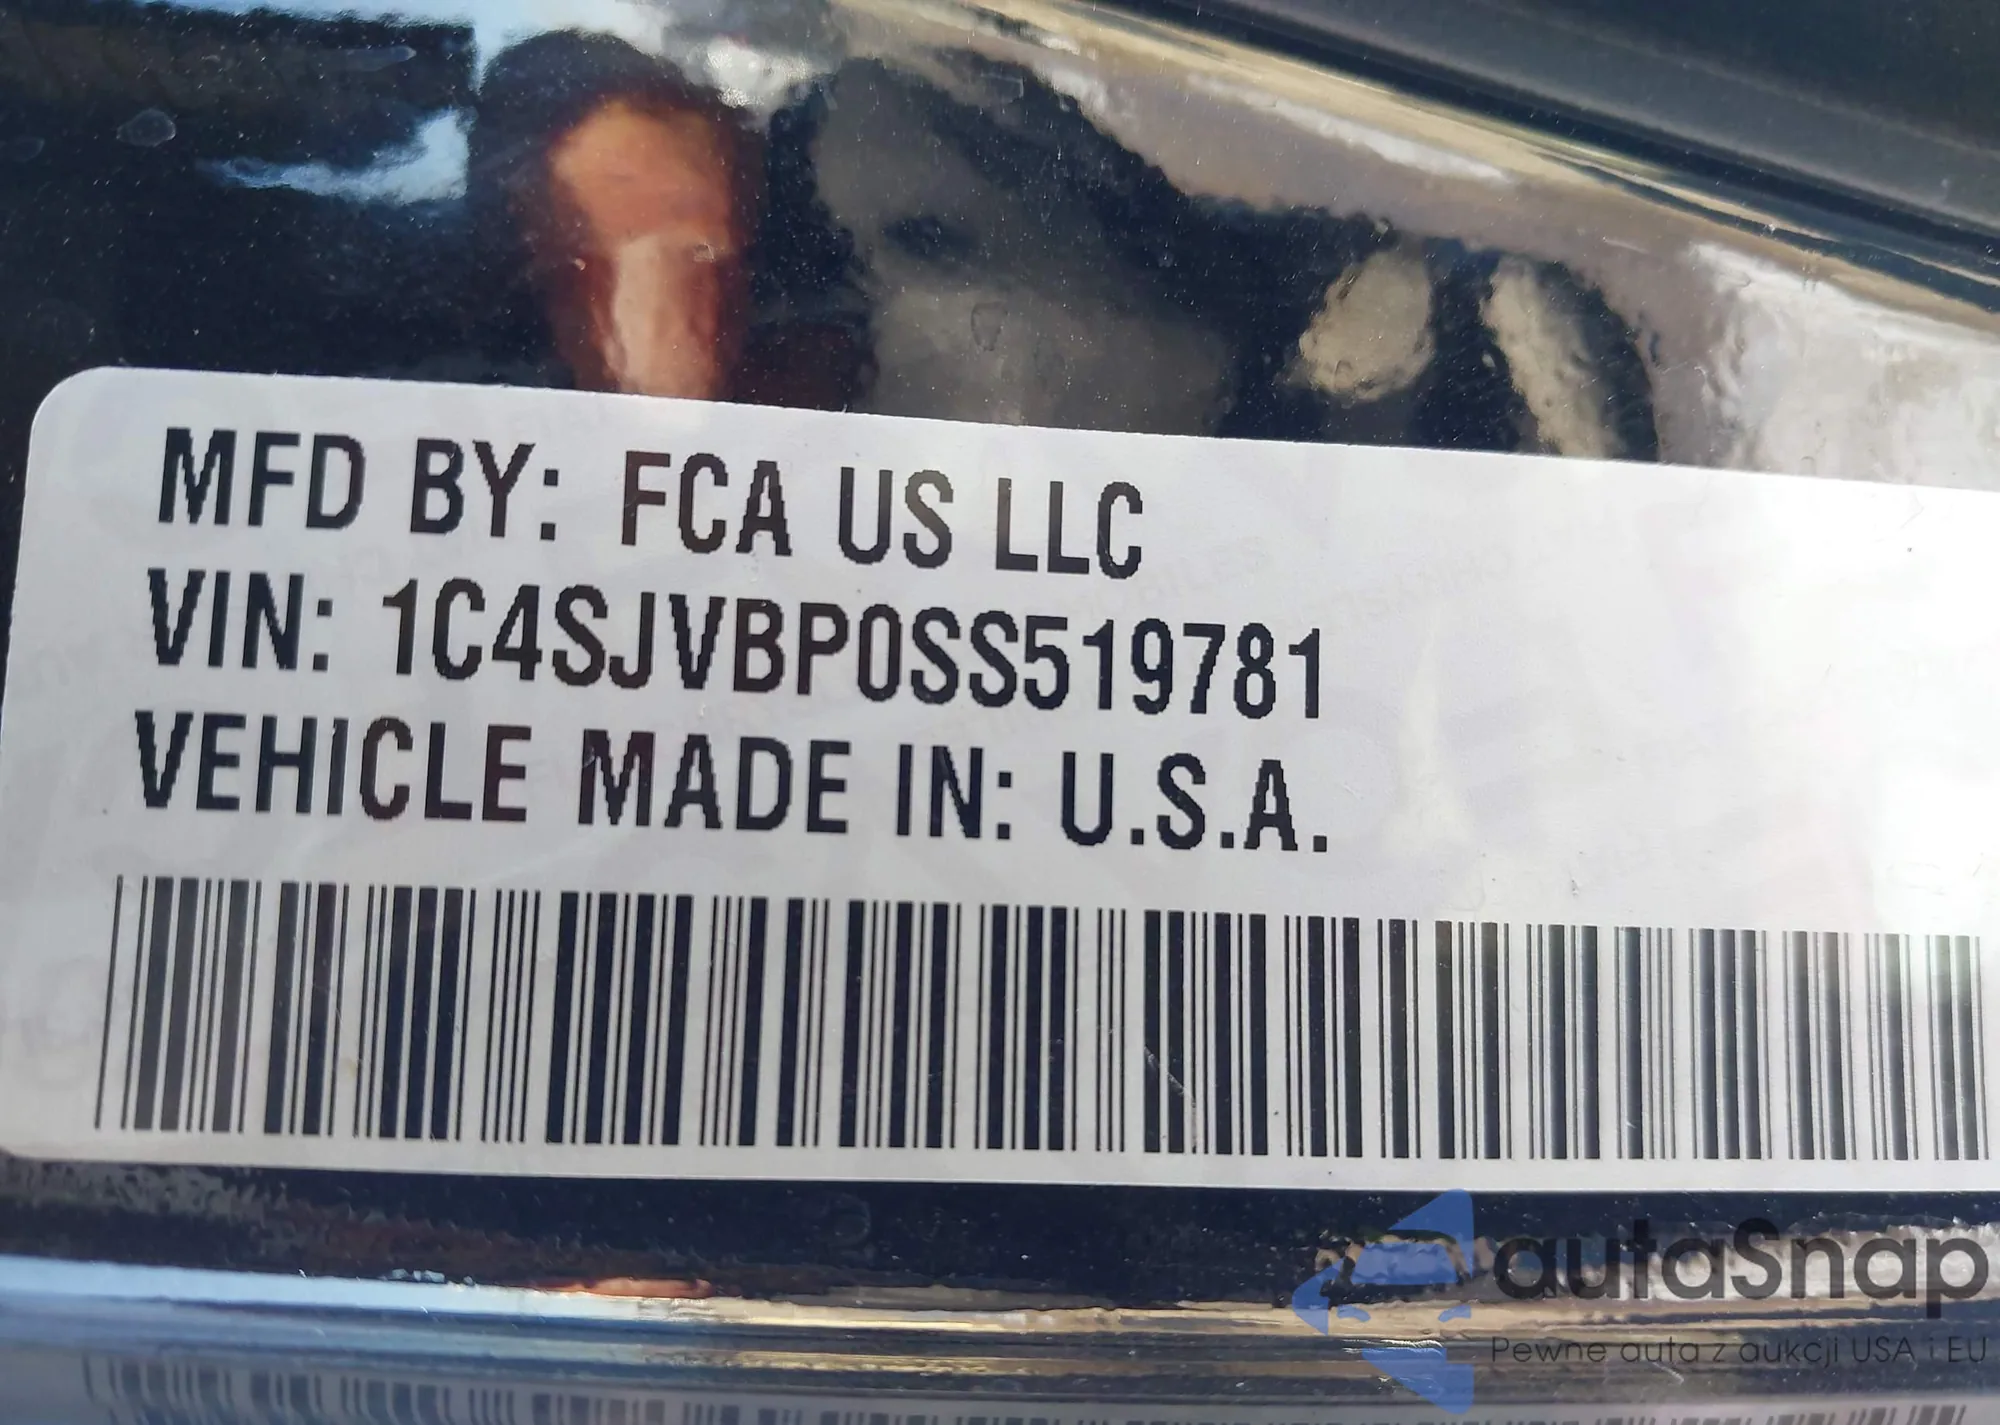 MFD BY: FCA US LLC
VIN: 1C4SJVBP0SS519781
VEHICLE MADE IN: U.S.A.
autaSnap
Pewne auta z aukcji USA i EU